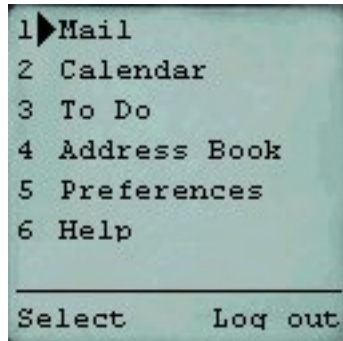 1 Mail
2 Calendar
3 To Do
4 Address Book
5 Preferences
6 Help
Select Log out